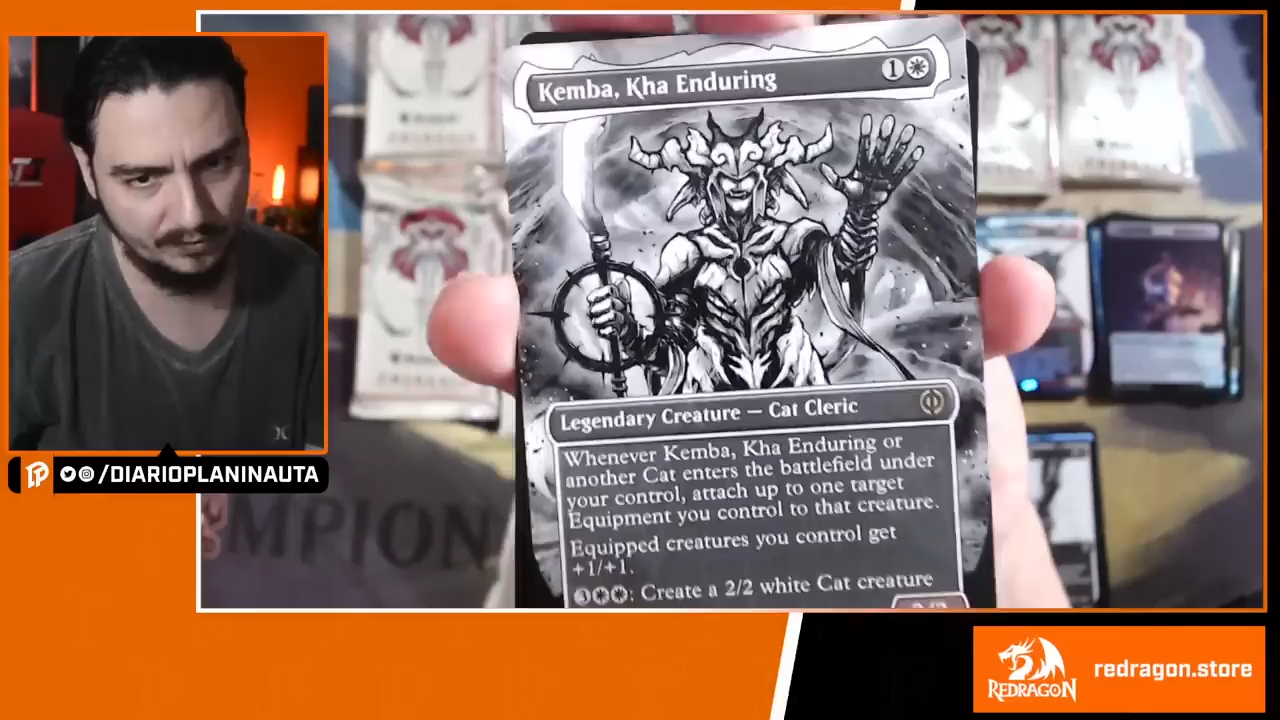 Kemba, Kha Enduring
1
Legendary Creature — Cat Cleric
Whenever Kemba, Kha Enduring or
another Cat enters the battlefield under
your control, attach up to one target
Equipment you control to that creature.
Equipped creatures you control get
+1/+1.
3: Create a 2/2 white Cat creature
/DIARIOPLANINAUTA
MPION
REDRAGON
redragon.store